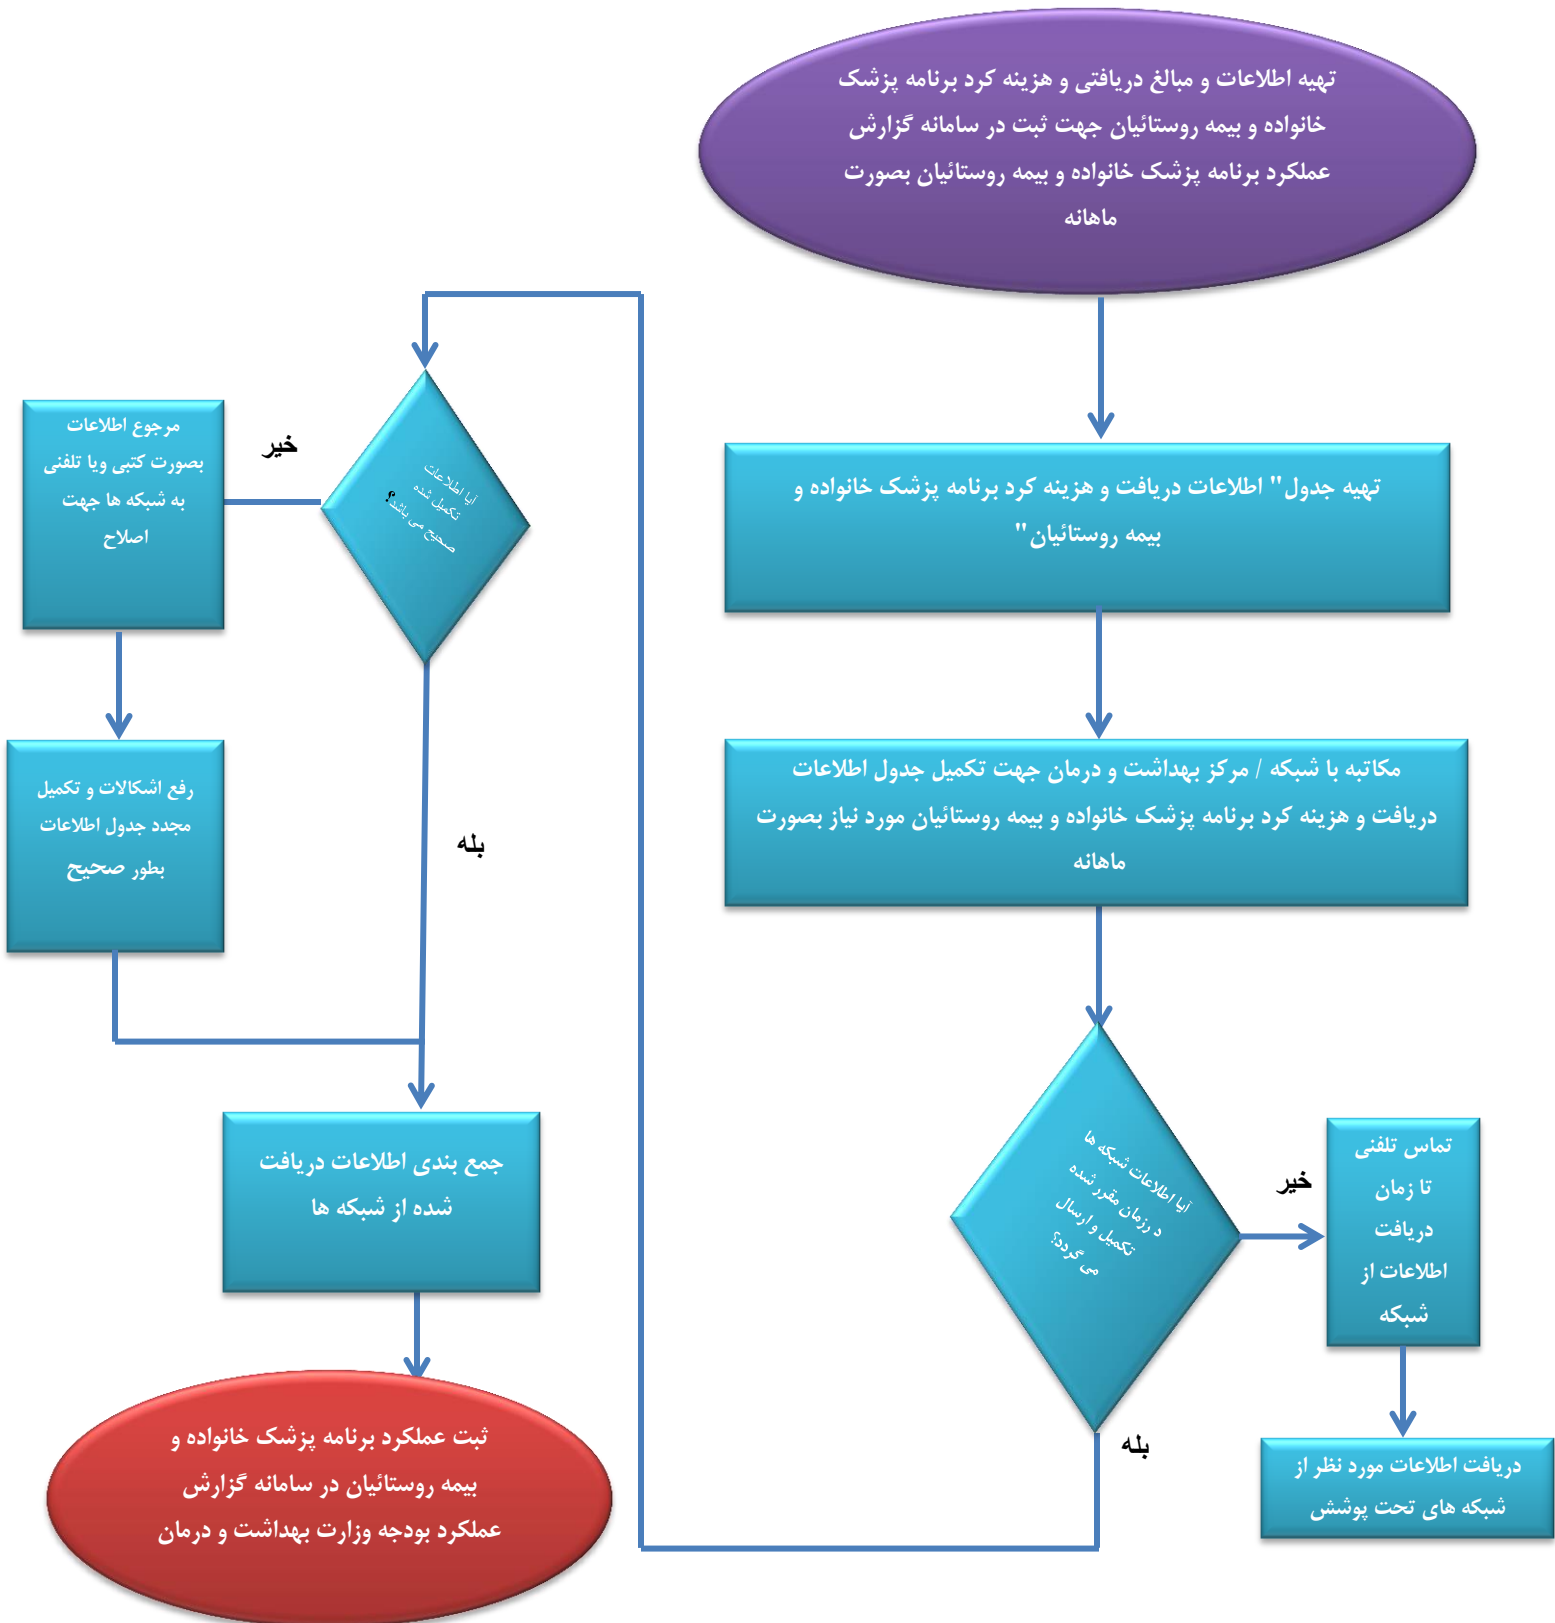 تهیه اطلاعات و مبالغ دریافتی و هزینه کرد برنامه پزشک
خانواده و بیمه روستائیان جهت ثبت در سامانه گزارش
عملکرد برنامه پزشک خانواده و بیمه روستائیان بصورت
ماهانه
تهیه جدول" اطلاعات دریافت و هزینه کرد برنامه پزشک خانواده و
بیمه روستائیان"
مکاتبه با شبکه / مرکز بهداشت و درمان جهت تکمیل جدول اطلاعات
دریافت و هزینه کرد برنامه پزشک خانواده و بیمه روستائیان مورد نیاز بصورت
ماهانه
آیا اطلاعات شبکه ها
د رزمان مقرر شده
تکمیل و ارسال
می گردد؟
خیر
تماس تلفنی
تا زمان
دریافت
اطلاعات از
شبکه
دریافت اطلاعات مورد نظر از
شبکه های تحت پوشش
بله
آیا اطلاعات
تکمیل شده
صحیح می باشد؟
خیر
مرجوع اطلاعات
بصورت کتبی ویا تلفنی
به شبکه ها جهت
اصلاح
رفع اشکالات و تکمیل
مجدد جدول اطلاعات
بطور صحیح
بله
جمع بندی اطلاعات دریافت
شده از شبکه ها
ثبت عملکرد برنامه پزشک خانواده و
بیمه روستائیان در سامانه گزارش
عملکرد بودجه وزارت بهداشت و درمان